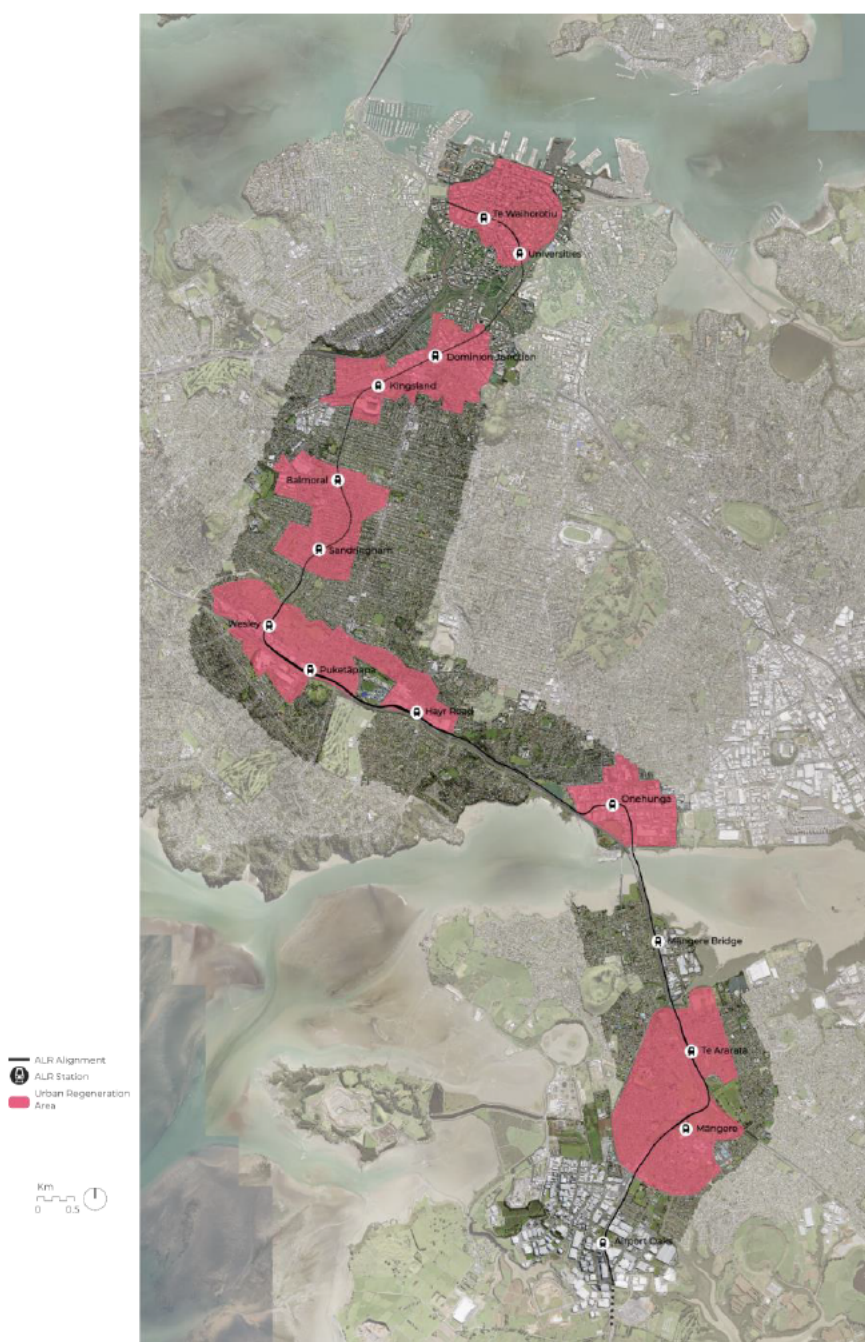 Te Waihorotiu
Universities
Dominion Junction
Kingsland
Balmoral
Sandringham
Wesley
Puketāpapa
Hayr Road
Onehunga
Māngere Bridge
Te Ararata
Māngere
Airport Oaks
ALR Alignment
ALR Station
Urban Regeneration
Area
Km
0 0.5